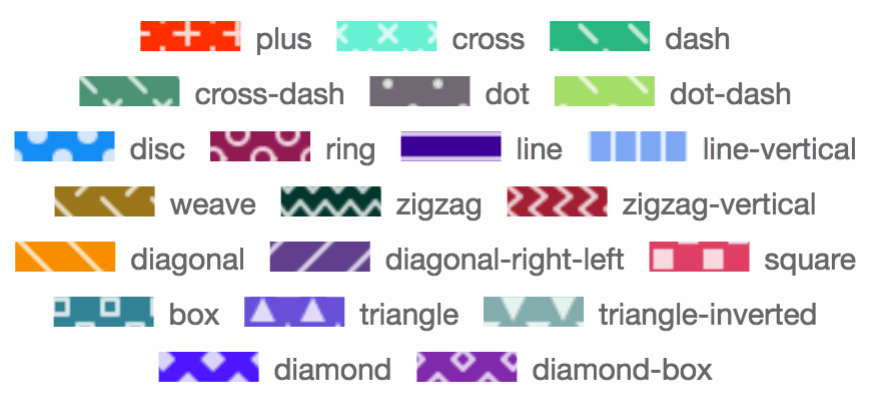 plus cross dash
cross-dash dot dot-dash
disc ring line line-vertical
weave zigzag zigzag-vertical
diagonal diagonal-right-left square
box triangle triangle-inverted
diamond diamond-box